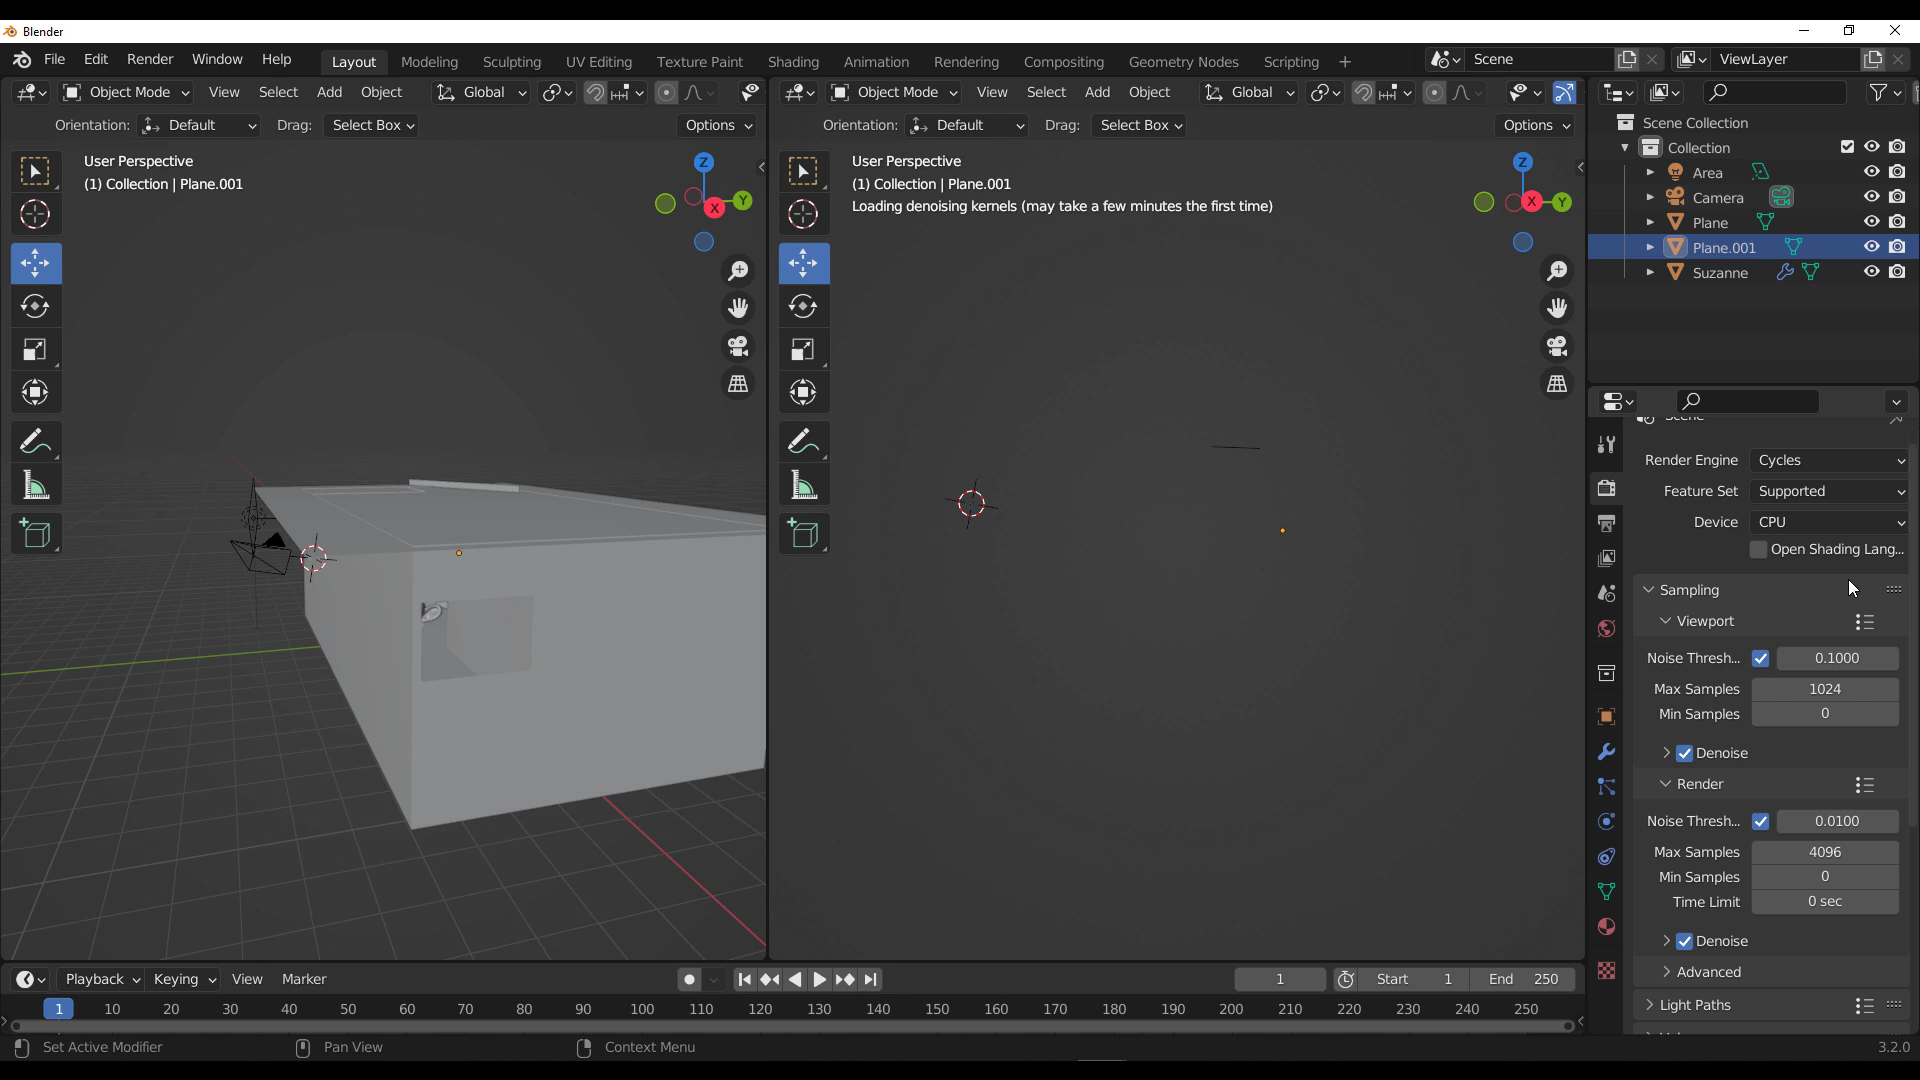 Blender
File Edit Render Window Help Layout Modeling Sculpting UV Editing Texture Paint Shading Animation Rendering Compositing Geometry Nodes Scripting + Scene ViewLayer
Object Mode View Select Add Object Global
Orientation: Default Drag: Select Box Options
User Perspective
(1) Collection | Plane.001
Z
X
Y
Object Mode View Select Add Object Global
Orientation: Default Drag: Select Box Options
User Perspective
(1) Collection | Plane.001
Loading denoising kernels (may take a few minutes the first time)
Z
X
Y
Scene Collection
Collection
Area
Camera
Plane
Plane.001
Suzanne
Render Engine Cycles
Feature Set Supported
Device CPU
Open Shading Lang...
Sampling
Viewport
Noise Thresh... 0.1000
Max Samples 1024
Min Samples 0
Denoise
Render
Noise Thresh... 0.0100
Max Samples 4096
Min Samples 0
Time Limit 0 sec
Denoise
Advanced
Light Paths
Playback Keying View Marker 1 Start 1 End 250
1 10 20 30 40 50 60 70 80 90 100 110 120 130 140 150 160 170 180 190 200 210 220 230 240 250
Set Active Modifier Pan View Context Menu 3.2.0